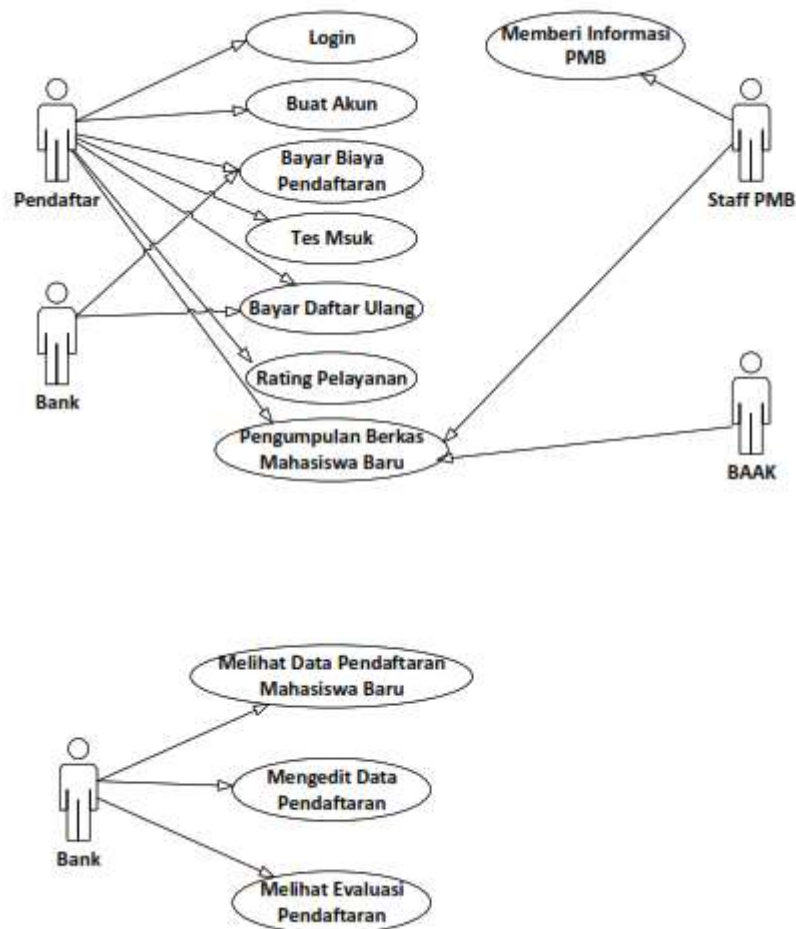 Login
Memberi Informasi
PMB
Buat Akun
Bayar Biaya
Pendaftaran
Pendaftar
Staff PMB
Tes Msuk
Bayar Daftar Ulang
Bank
Rating Pelayanan
Pengumpulan Berkas
Mahasiswa Baru
BAAK
Melihat Data Pendaftaran
Mahasiswa Baru
Mengedit Data
Pendaftaran
Bank
Melihat Evaluasi
Pendaftaran